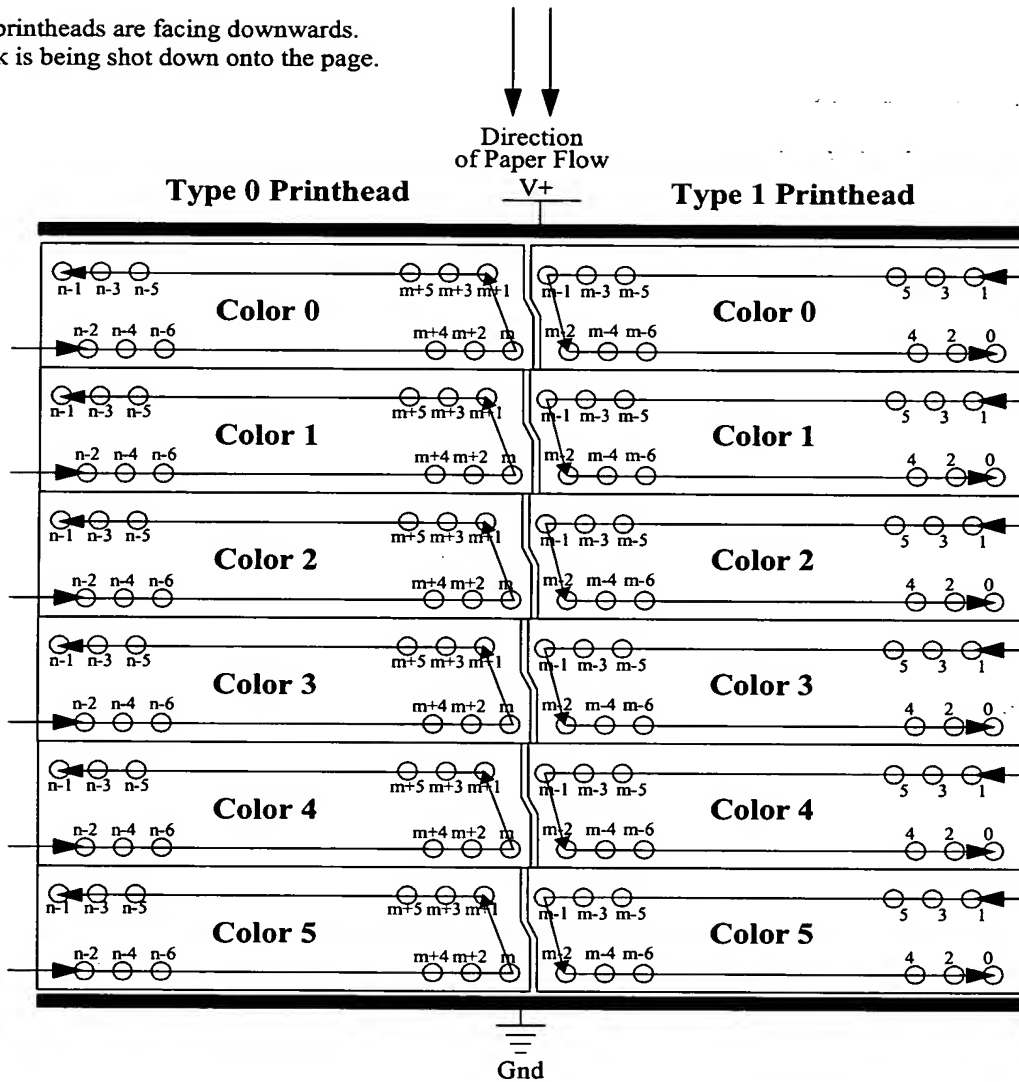 printheads are facing downwards.
k is being shot down onto the page.
Direction
of Paper Flow
Type 0 Printhead V+ Type 1 Printhead
n-1 n-3 n-5 m+5 m+3 m+1 m-1 m-3 m-5 5 3 1
Color 0 Color 0
n-2 n-4 n-6 m+4 m+2 m m-2 m-4 m-6 4 2 0
n-1 n-3 n-5 m+5 m+3 m+1 m-1 m-3 m-5 5 3 1
Color 1 Color 1
n-2 n-4 n-6 m+4 m+2 m m-2 m-4 m-6 4 2 0
n-1 n-3 n-5 m+5 m+3 m+1 m-1 m-3 m-5 5 3 1
Color 2 Color 2
n-2 n-4 n-6 m+4 m+2 m m-2 m-4 m-6 4 2 0
n-1 n-3 n-5 m+5 m+3 m+1 m-1 m-3 m-5 5 3 1
Color 3 Color 3
n-2 n-4 n-6 m+4 m+2 m m-2 m-4 m-6 4 2 0
n-1 n-3 n-5 m+5 m+3 m+1 m-1 m-3 m-5 5 3 1
Color 4 Color 4
n-2 n-4 n-6 m+4 m+2 m m-2 m-4 m-6 4 2 0
n-1 n-3 n-5 m+5 m+3 m+1 m-1 m-3 m-5 5 3 1
Color 5 Color 5
n-2 n-4 n-6 m+4 m+2 m m-2 m-4 m-6 4 2 0
Gnd